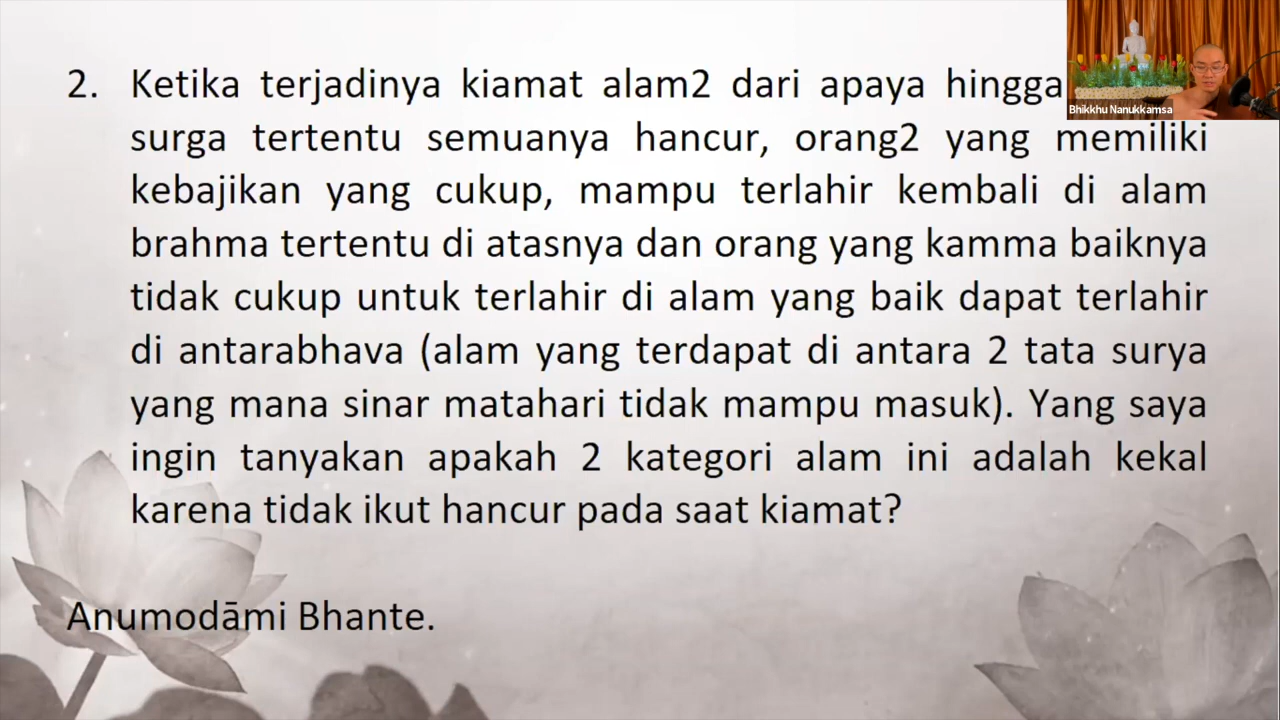 2. Ketika terjadinya kiamat alam2 dari apaya hingga
surga tertentu semuanya hancur, orang2 yang memiliki
kebajikan yang cukup, mampu terlahir kembali di alam
brahma tertentu di atasnya dan orang yang kamma baiknya
tidak cukup untuk terlahir di alam yang baik dapat terlahir
di antarabhava (alam yang terdapat di antara 2 tata surya
yang mana sinar matahari tidak mampu masuk). Yang saya
ingin tanyakan apakah 2 kategori alam ini adalah kekal
karena tidak ikut hancur pada saat kiamat?
Anumodāmi Bhante.
Bhikkhu Nanukkamsa